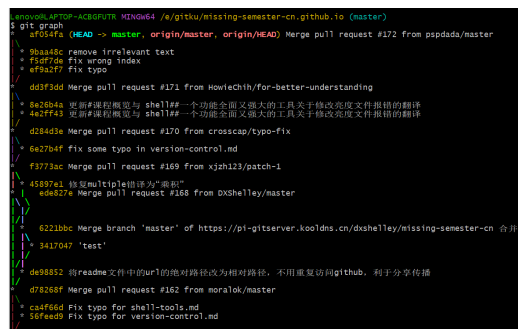 Lenovo@LAPTOP-ACBGFUTR MINGW64 /e/gitku/missing-semester-cn.github.io (master)
$ git graph
* af054fa (HEAD -> master, origin/master, origin/HEAD) Merge pull request #172 from pspdada/master
* 9baa48c remove irrelevant text
* f5df7de fix wrong index
* ef9a2f7 fix typo
* dd3f3dd Merge pull request #171 from HowieChih/for-better-understanding
* 8e26b4a 更新#课程概览与 shell##一个功能全面又强大的工具关于修改亮度文件报错的翻译
* 4e2ff43 更新#课程概览与 shell##一个功能全面又强大的工具关于修改亮度文件报错的翻译
* d284d3e Merge pull request #170 from crosscap/typo-fix
* 6e27b4f fix some typo in version-control.md
* f3773ac Merge pull request #169 from xjzh123/patch-1
* 45897e1 修复multiple错译为“乘积”
* ede827e Merge pull request #168 from DXShelley/master
* 6221bbc Merge branch 'master' of https://pi-gitserver.kooldns.cn/dxshelley/missing-semester-cn 合并
* 3417047 'test'
* de98852 将readme文件中的url的绝对路径改为相对路径，不用重复访问github，利于分享传播
* d78268f Merge pull request #162 from moralok/master
* ca4f66d Fix typo for shell-tools.md
* 56feed9 Fix typo for version-control.md